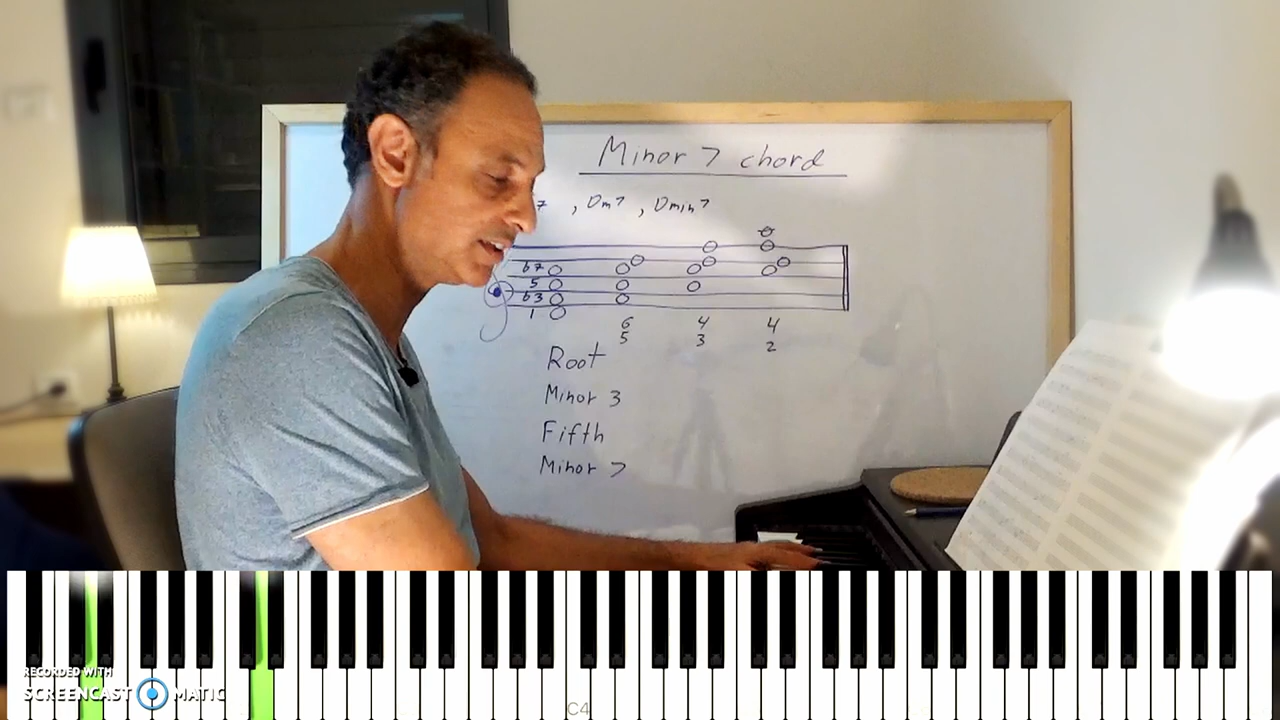 Minor 7 chord
7 , Dm7 , Dmin7
b7
5
b3
1
6 4 4
5 3 2
Root
Minor 3
Fifth
Minor 7
RECORDED WITH
SCREENCAST MATIC
C4